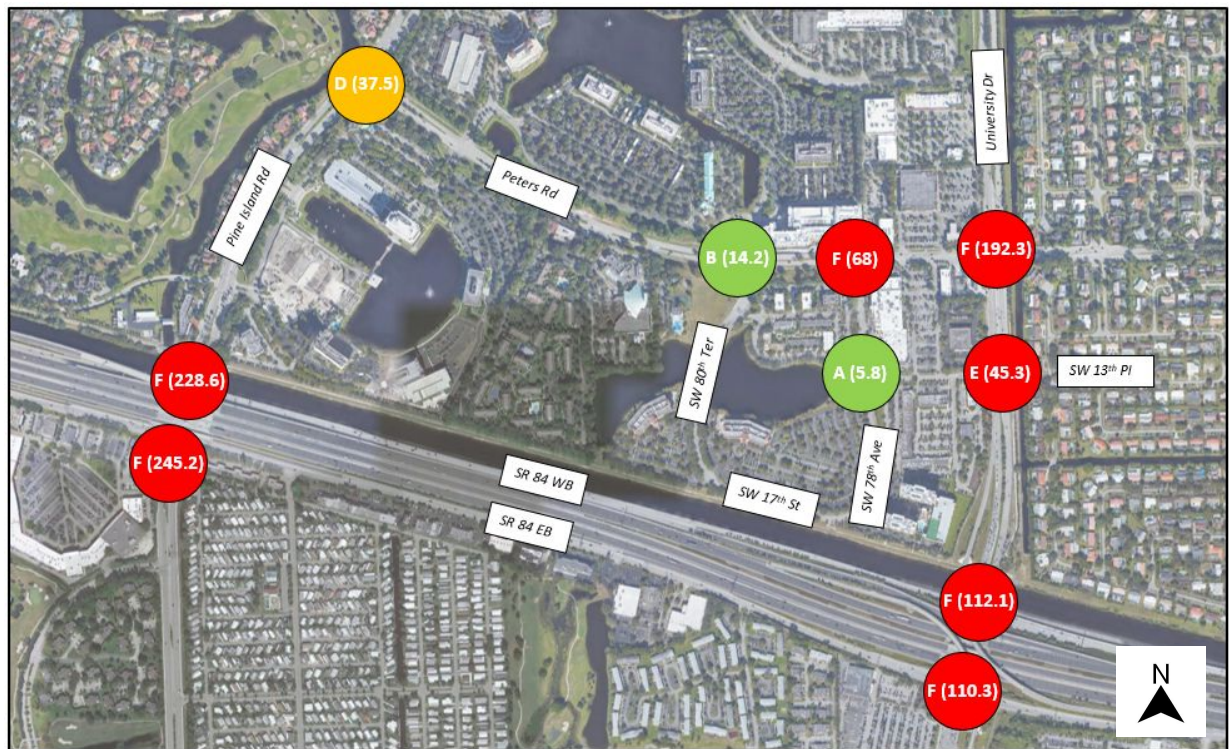 D (37.5)
University Dr
Pine Island Rd
Peters Rd
B (14.2)
F (68)
F (192.3)
F (228.6)
SW 80th Ter
A (5.8)
E (45.3)
SW 13th Pl
F (245.2)
SR 84 WB
SW 17th St
SW 78th Ave
SR 84 EB
F (112.1)
F (110.3)
N